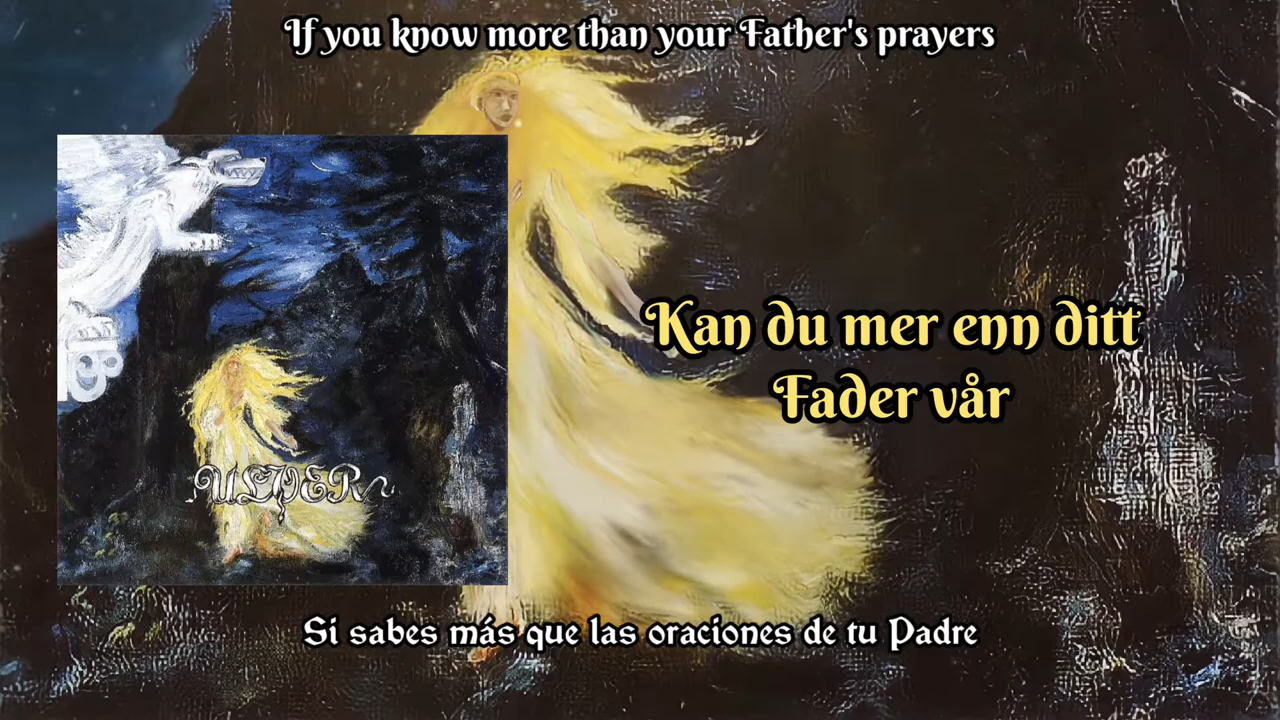 If you know more than your Father's prayers
ULVER
Kan du mer enn ditt
Fader vår
Si sabes más que las oraciones de tu Padre